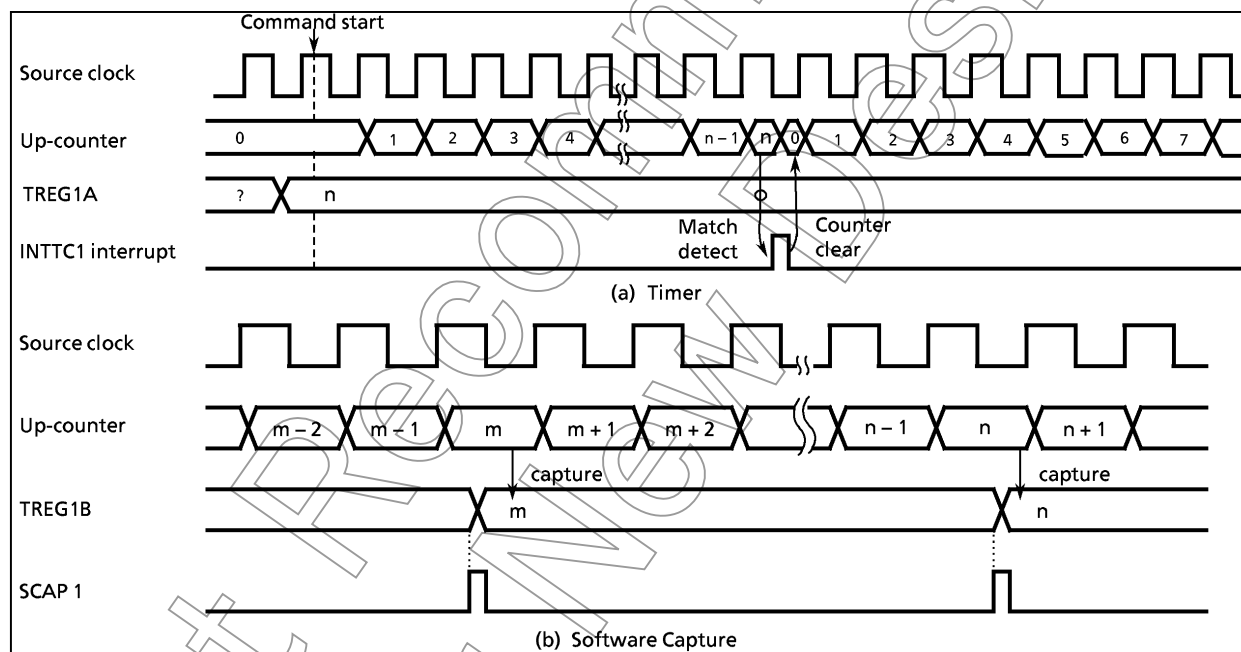 Command start
Source clock
Up-counter 0 1 2 3 4 n – 1 n 0 1 2 3 4 5 6 7
TREG1A ? n
Match detect
Counter clear
INTTC1 interrupt
(a) Timer
Source clock
Up-counter m – 2 m – 1 m m + 1 m + 2 n – 1 n n + 1
capture capture
TREG1B m n
SCAP 1
(b) Software Capture